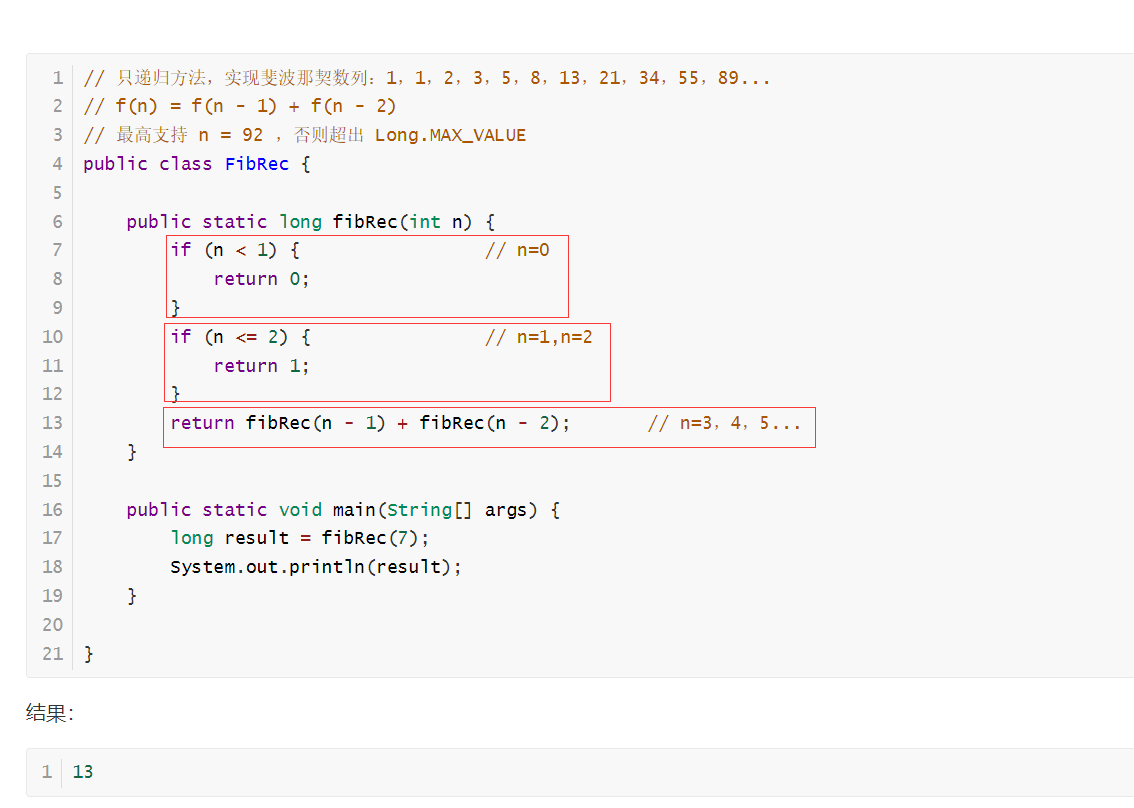 1 // 只递归方法，实现斐波那契数列：1，1，2，3，5，8，13，21，34，55，89...
2 // f(n) = f(n - 1) + f(n - 2)
3 // 最高支持 n = 92 ，否则超出 Long.MAX_VALUE
4 public class FibRec {
5
6     public static long fibRec(int n) {
7         if (n < 1) {                 // n=0
8             return 0;
9         }
10         if (n <= 2) {                // n=1,n=2
11             return 1;
12         }
13         return fibRec(n - 1) + fibRec(n - 2);       // n=3，4，5...
14     }
15
16     public static void main(String[] args) {
17         long result = fibRec(7);
18         System.out.println(result);
19     }
20
21 }
结果：
1 13